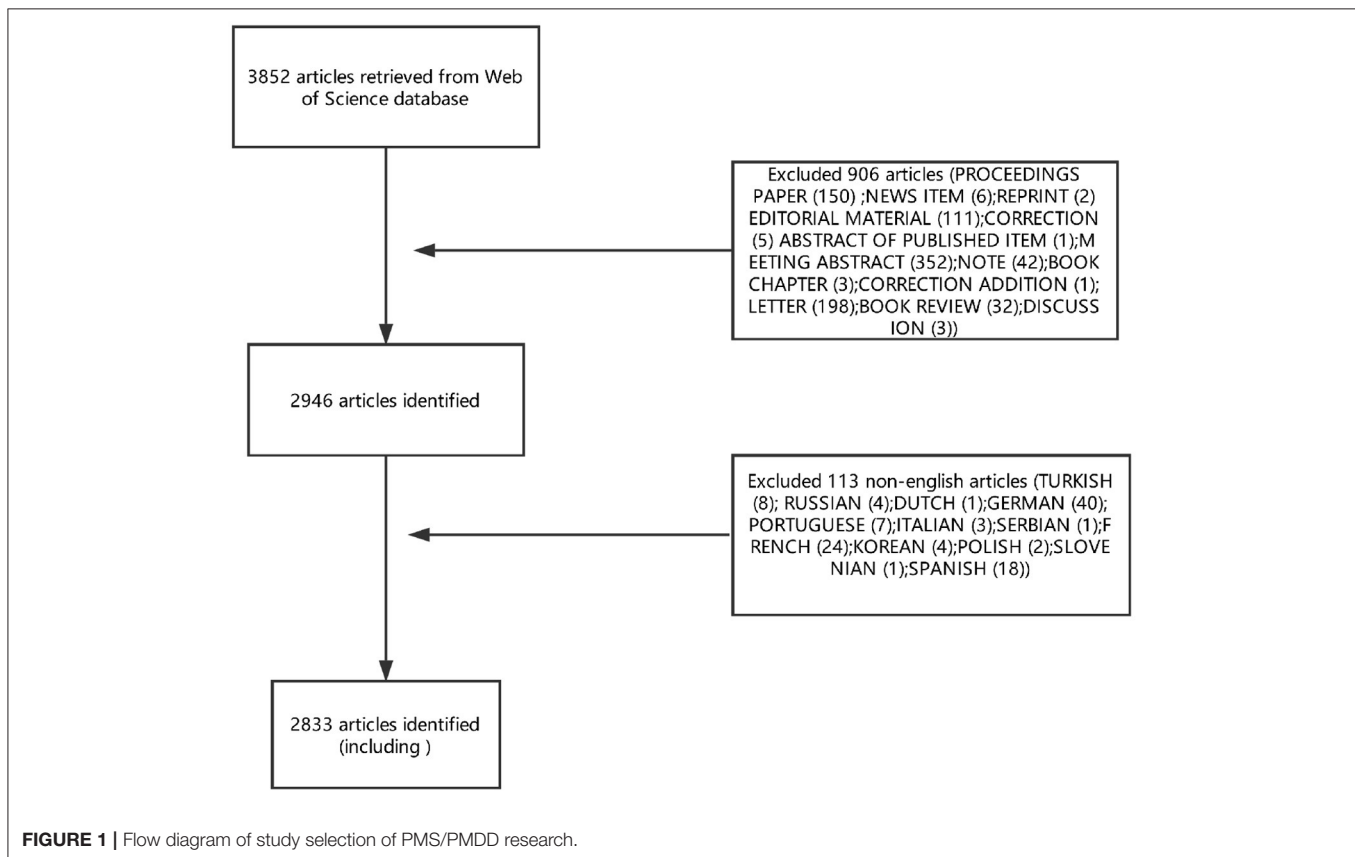 3852 articles retrieved from Web
of Science database
Excluded 906 articles (PROCEEDINGS
PAPER (150) ;NEWS ITEM (6);REPRINT (2)
EDITORIAL MATERIAL (111);CORRECTION
(5) ABSTRACT OF PUBLISHED ITEM (1);M
EETING ABSTRACT (352);NOTE (42);BOOK
CHAPTER (3);CORRECTION ADDITION (1);
LETTER (198);BOOK REVIEW (32);DISCUSS
ION (3))
2946 articles identified
Excluded 113 non-english articles (TURKISH
(8); RUSSIAN (4);DUTCH (1);GERMAN (40);
PORTUGUESE (7);ITALIAN (3);SERBIAN (1);F
RENCH (24);KOREAN (4);POLISH (2);SLOVE
NIAN (1);SPANISH (18))
2833 articles identified
(including )
FIGURE 1 | Flow diagram of study selection of PMS/PMDD research.